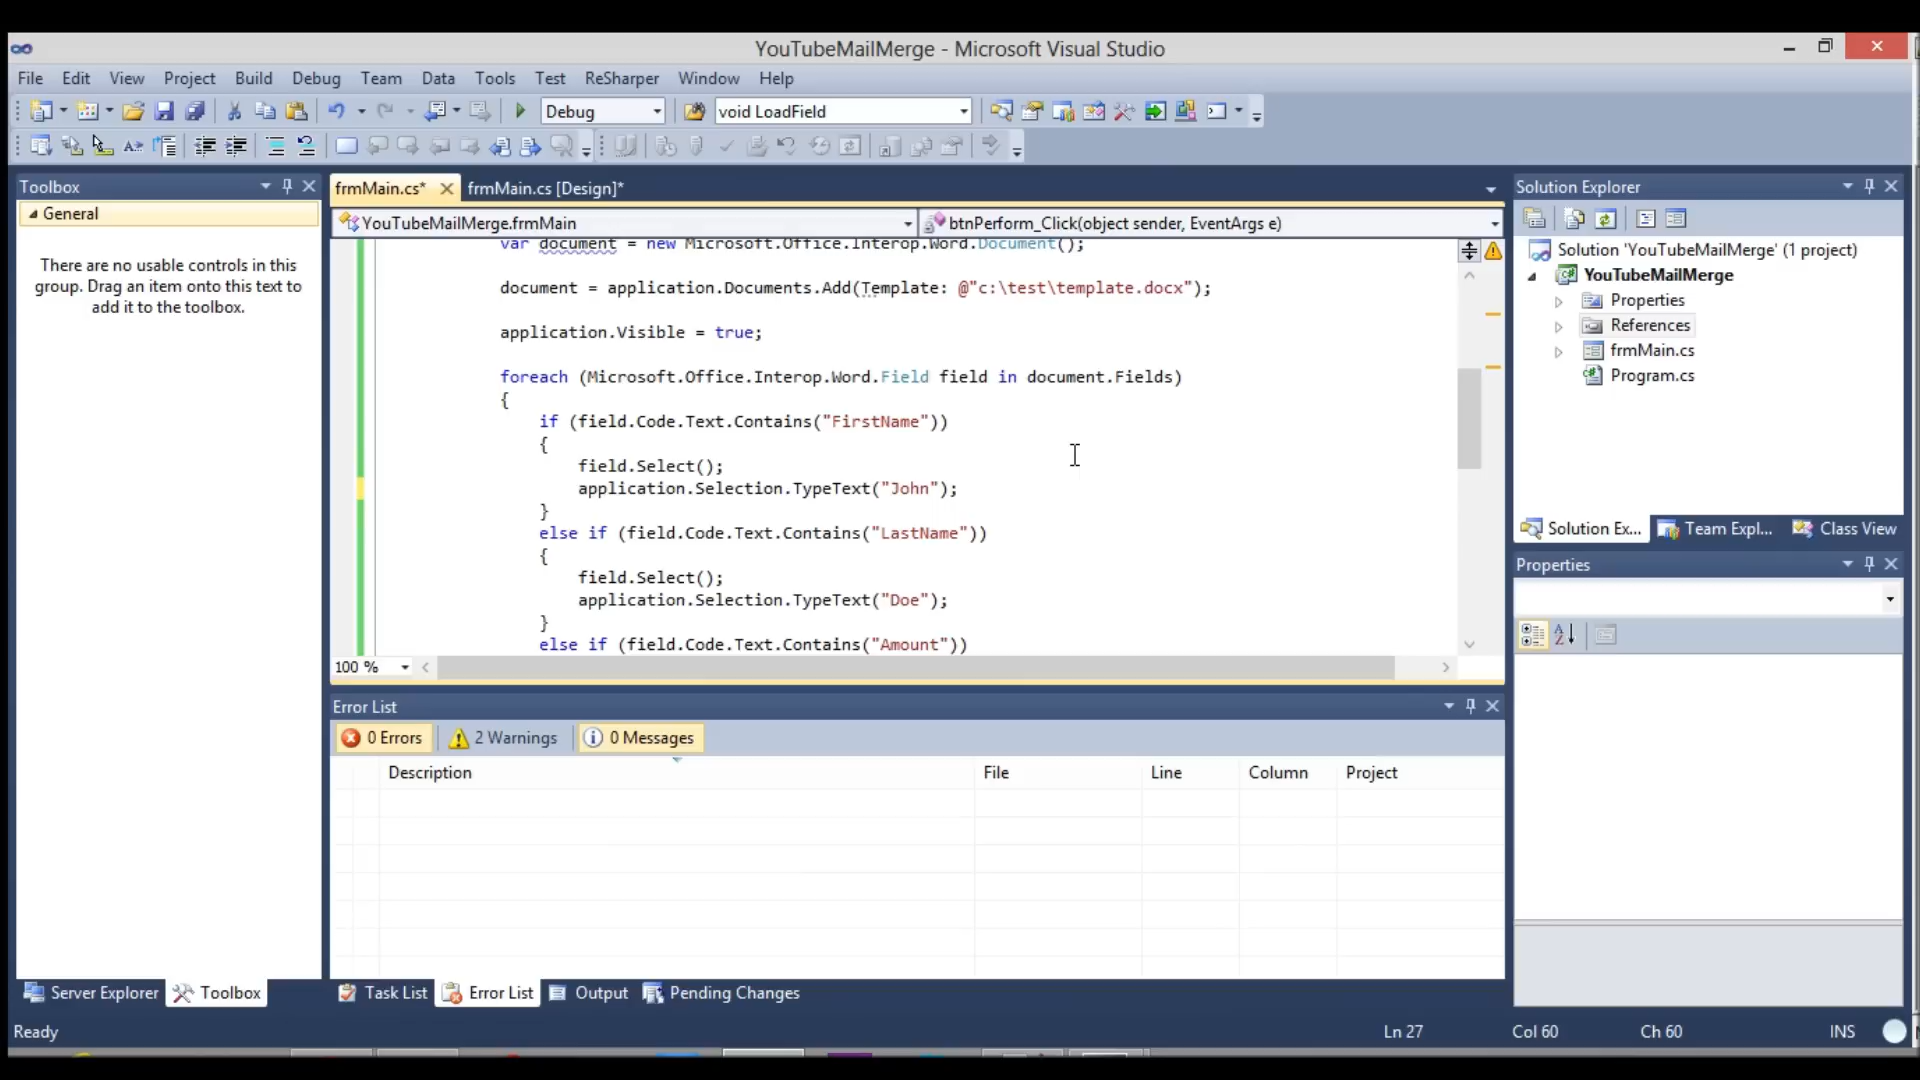 YouTubeMailMerge - Microsoft Visual Studio
File Edit View Project Build Debug Team Data Tools Test ReSharper Window Help
Debug void LoadField
Toolbox
General
There are no usable controls in this
group. Drag an item onto this text to
add it to the toolbox.
frmMain.cs* frmMain.cs [Design]*
YouTubeMailMerge.frmMain btnPerform_Click(object sender, EventArgs e)
var document = new Microsoft.Office.Interop.Word.Document();
document = application.Documents.Add(Template: @"c:\test\template.docx");
application.Visible = true;
foreach (Microsoft.Office.Interop.Word.Field field in document.Fields)
{
if (field.Code.Text.Contains("FirstName"))
{
field.Select();
application.Selection.TypeText("John");
}
else if (field.Code.Text.Contains("LastName"))
{
field.Select();
application.Selection.TypeText("Doe");
}
else if (field.Code.Text.Contains("Amount"))
100 %
Error List
0 Errors 2 Warnings 0 Messages
Description File Line Column Project
Solution Explorer
Solution 'YouTubeMailMerge' (1 project)
YouTubeMailMerge
Properties
References
frmMain.cs
Program.cs
Solution Ex... Team Expl... Class View
Properties
Server Explorer Toolbox Task List Error List Output Pending Changes
Ready Ln 27 Col 60 Ch 60 INS